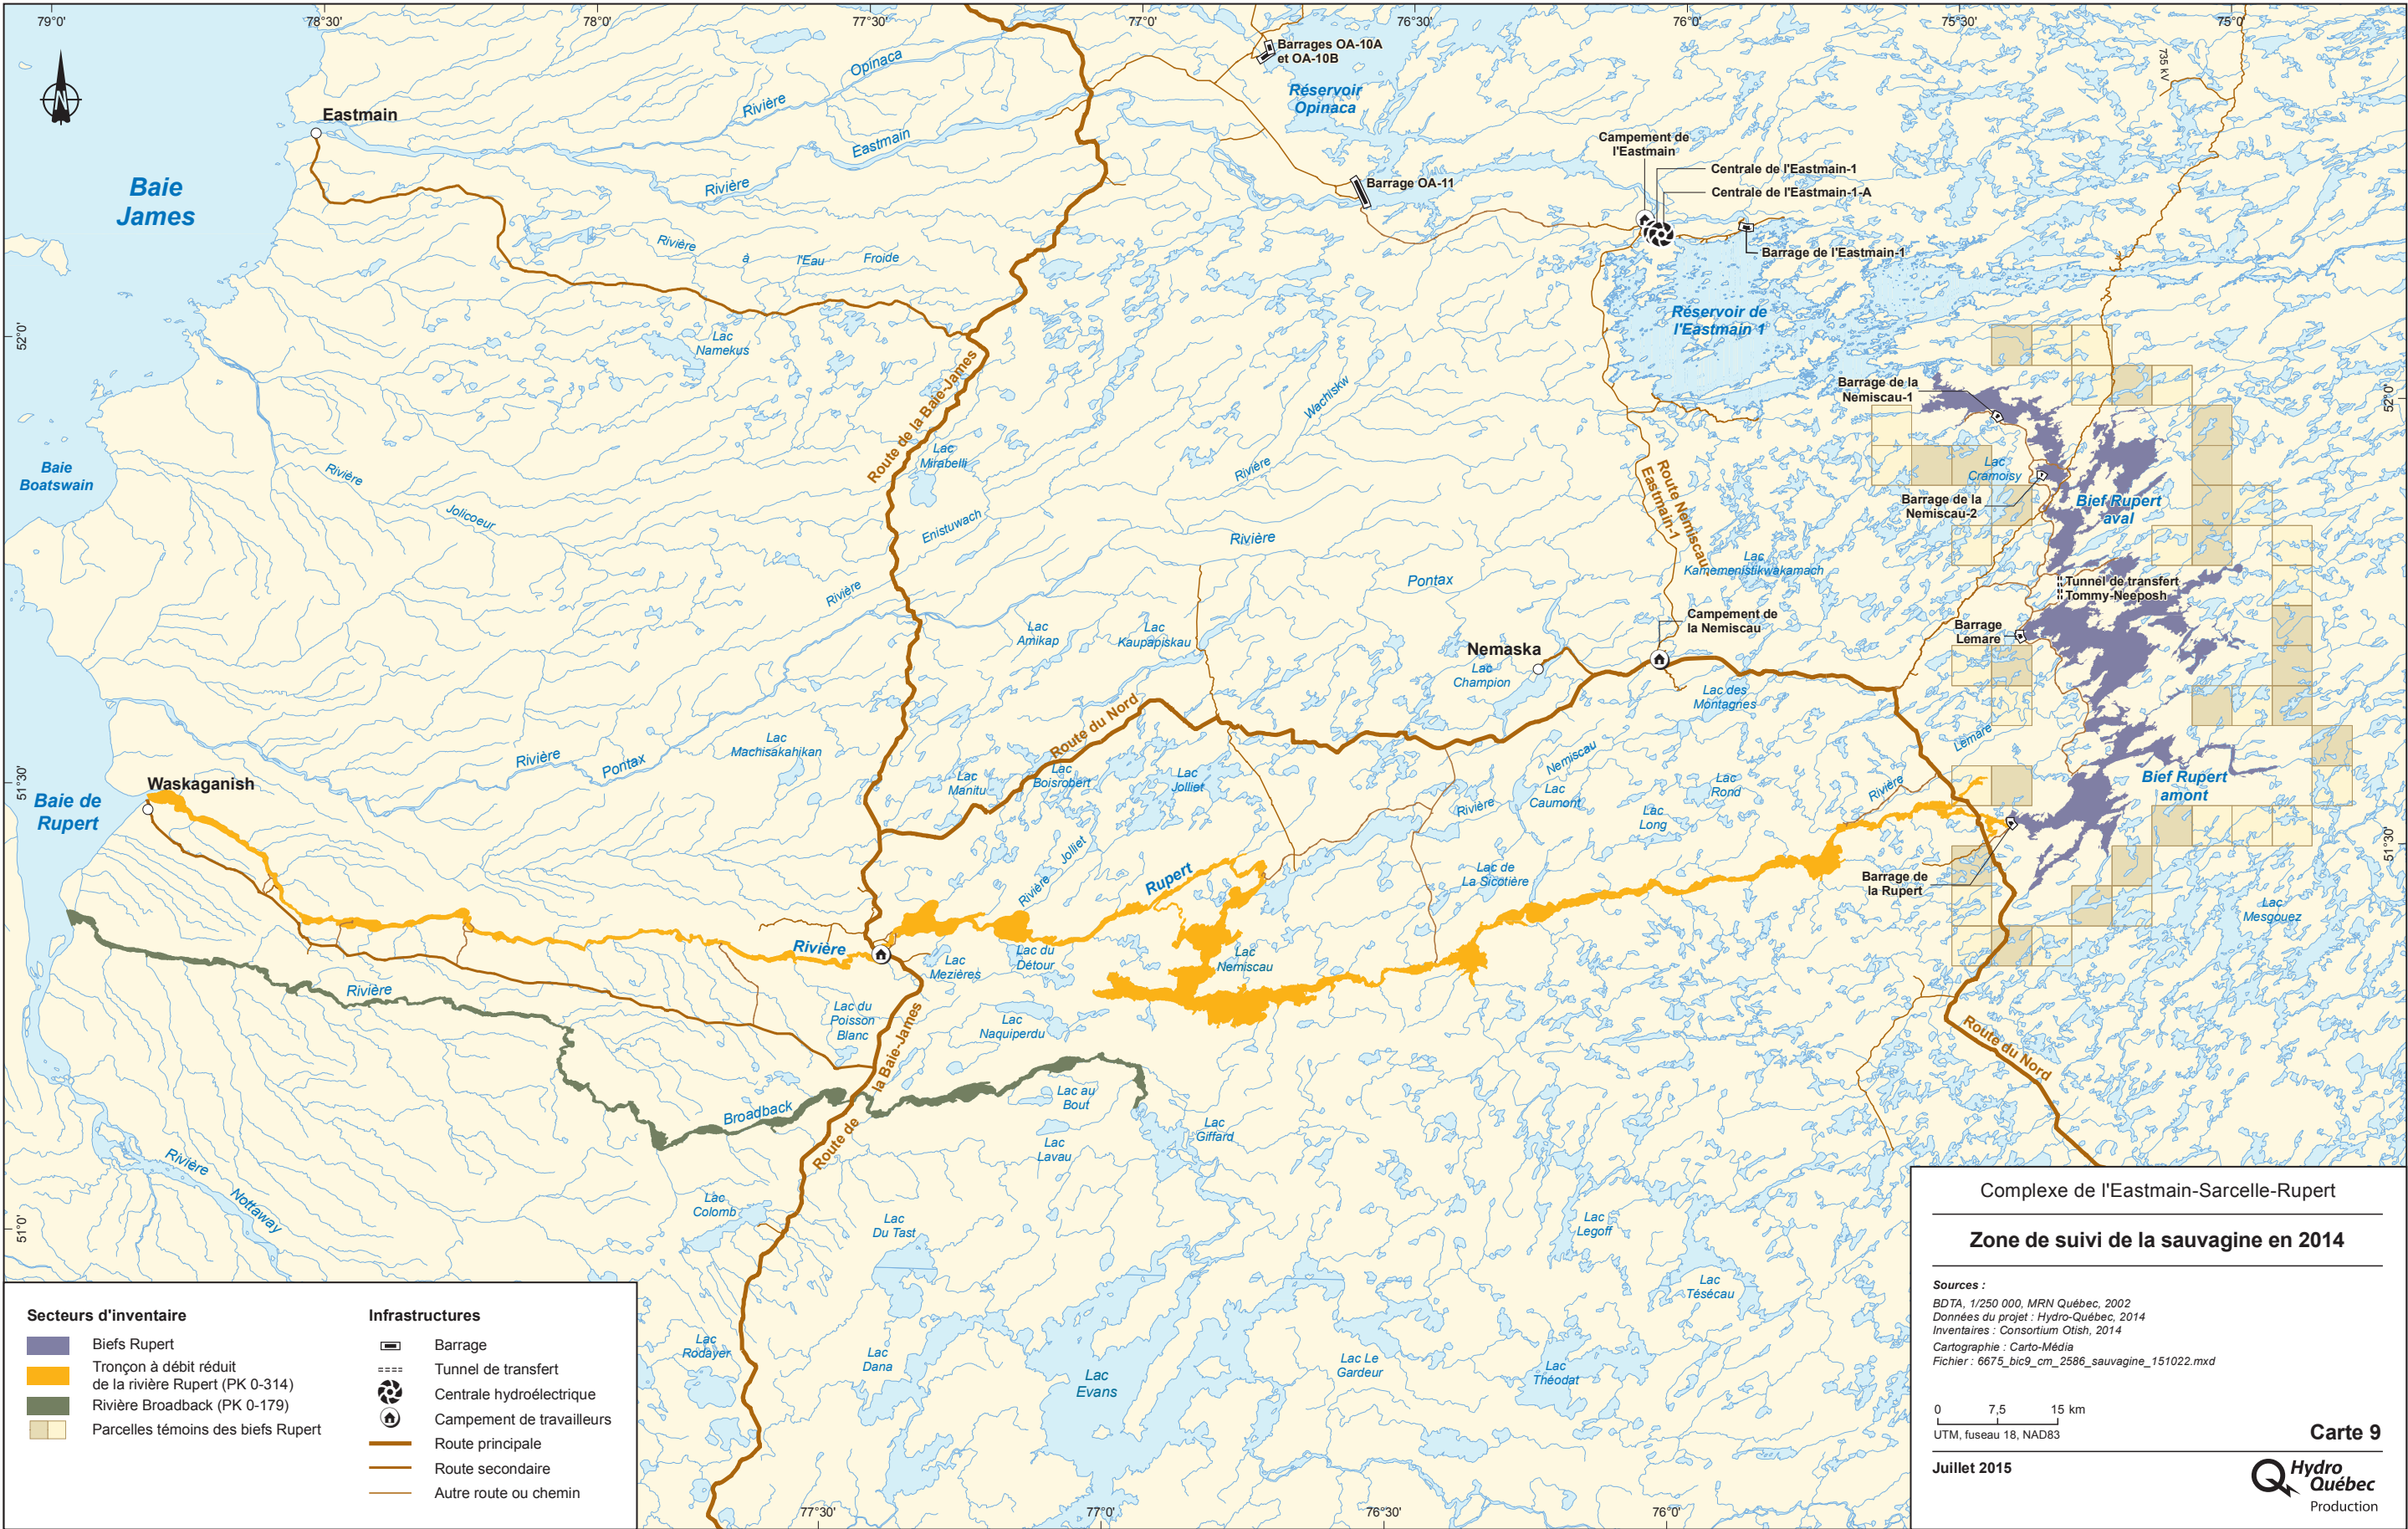 79°0'
78°30'
78°0'
77°30'
77°0'
76°30'
76°0'
75°30'
75°0'
735 kV
Barrages OA-10A
et OA-10B
Réservoir
Opinaca
Opinaca
Rivière
Eastmain
Eastmain
Rivière
Baie
James
Campement de
l'Eastmain
Centrale de l'Eastmain-1
Centrale de l'Eastmain-1-A
Barrage OA-11
Barrage de l'Eastmain-1
Rivière
à
l'Eau
Froide
Réservoir de
l'Eastmain 1
52°0'
Lac
Namekus
Route de la Baie-James
Wachiskw
Rivière
Barrage de la
Nemiscau-1
52°0'
Lac
Mirabelli
Baie
Boatswain
Rivière
Jolicoeur
Enistuwach
Rivière
Route Nemiscau
Eastmain-1
Lac
Cramoisy
Barrage de la
Nemiscau-2
Bief Rupert
aval
Rivière
Pontax
Lac
Kamemenistikwakamach
Tunnel de transfert
Tommy-Neeposh
Lac
Amikap
Lac
Kaupapiskau
Campement de
la Nemiscau
Barrage
Lemare
Nemaska
Lac
Champion
Lac des
Montagnes
Route du Nord
Lac
Machisakahikan
Rivière
Pontax
Nemiscau
Rivière
Lemare
Rivière
Waskaganish
51°30'
Baie de
Rupert
Lac
Manitu
Lac
Boisrobert
Lac
Jolliet
Lac
Caumont
Lac
Rond
Lac
Long
Bief Rupert
amont
51°30'
Rivière
Jolliet
Rupert
Lac de
La Sicotière
Barrage de
la Rupert
Lac
Mesgouez
Rivière
Lac
Mezières
Lac du
Détour
Lac
Nemiscau
Rivière
Lac du
Poisson
Blanc
Lac
Naquiperdu
Route de
la Baie-James
Route du Nord
Broadback
Lac au
Bout
Lac
Giffard
Lac
Lavau
Rivière
Nottaway
51°0'
Lac
Colomb
Lac
Du Tast
Lac
Legoff
Lac
Tésécau
Lac
Rodayer
Lac
Dana
Lac
Evans
Lac Le
Gardeur
Lac
Théodat
77°30'
77°0'
76°30'
76°0'
Secteurs d'inventaire
Biefs Rupert
Tronçon à débit réduit
de la rivière Rupert (PK 0-314)
Rivière Broadback (PK 0-179)
Parcelles témoins des biefs Rupert
Infrastructures
Barrage
Tunnel de transfert
Centrale hydroélectrique
Campement de travailleurs
Route principale
Route secondaire
Autre route ou chemin
Complexe de l'Eastmain-Sarcelle-Rupert
Zone de suivi de la sauvagine en 2014
Sources :
BDTA, 1/250 000, MRN Québec, 2002
Données du projet : Hydro-Québec, 2014
Inventaires : Consortium Otish, 2014
Cartographie : Carto-Média
Fichier : 6675_bic9_cm_2586_sauvagine_151022.mxd
0 7,5 15 km
UTM, fuseau 18, NAD83
Carte 9
Juillet 2015
Hydro
Québec
Production